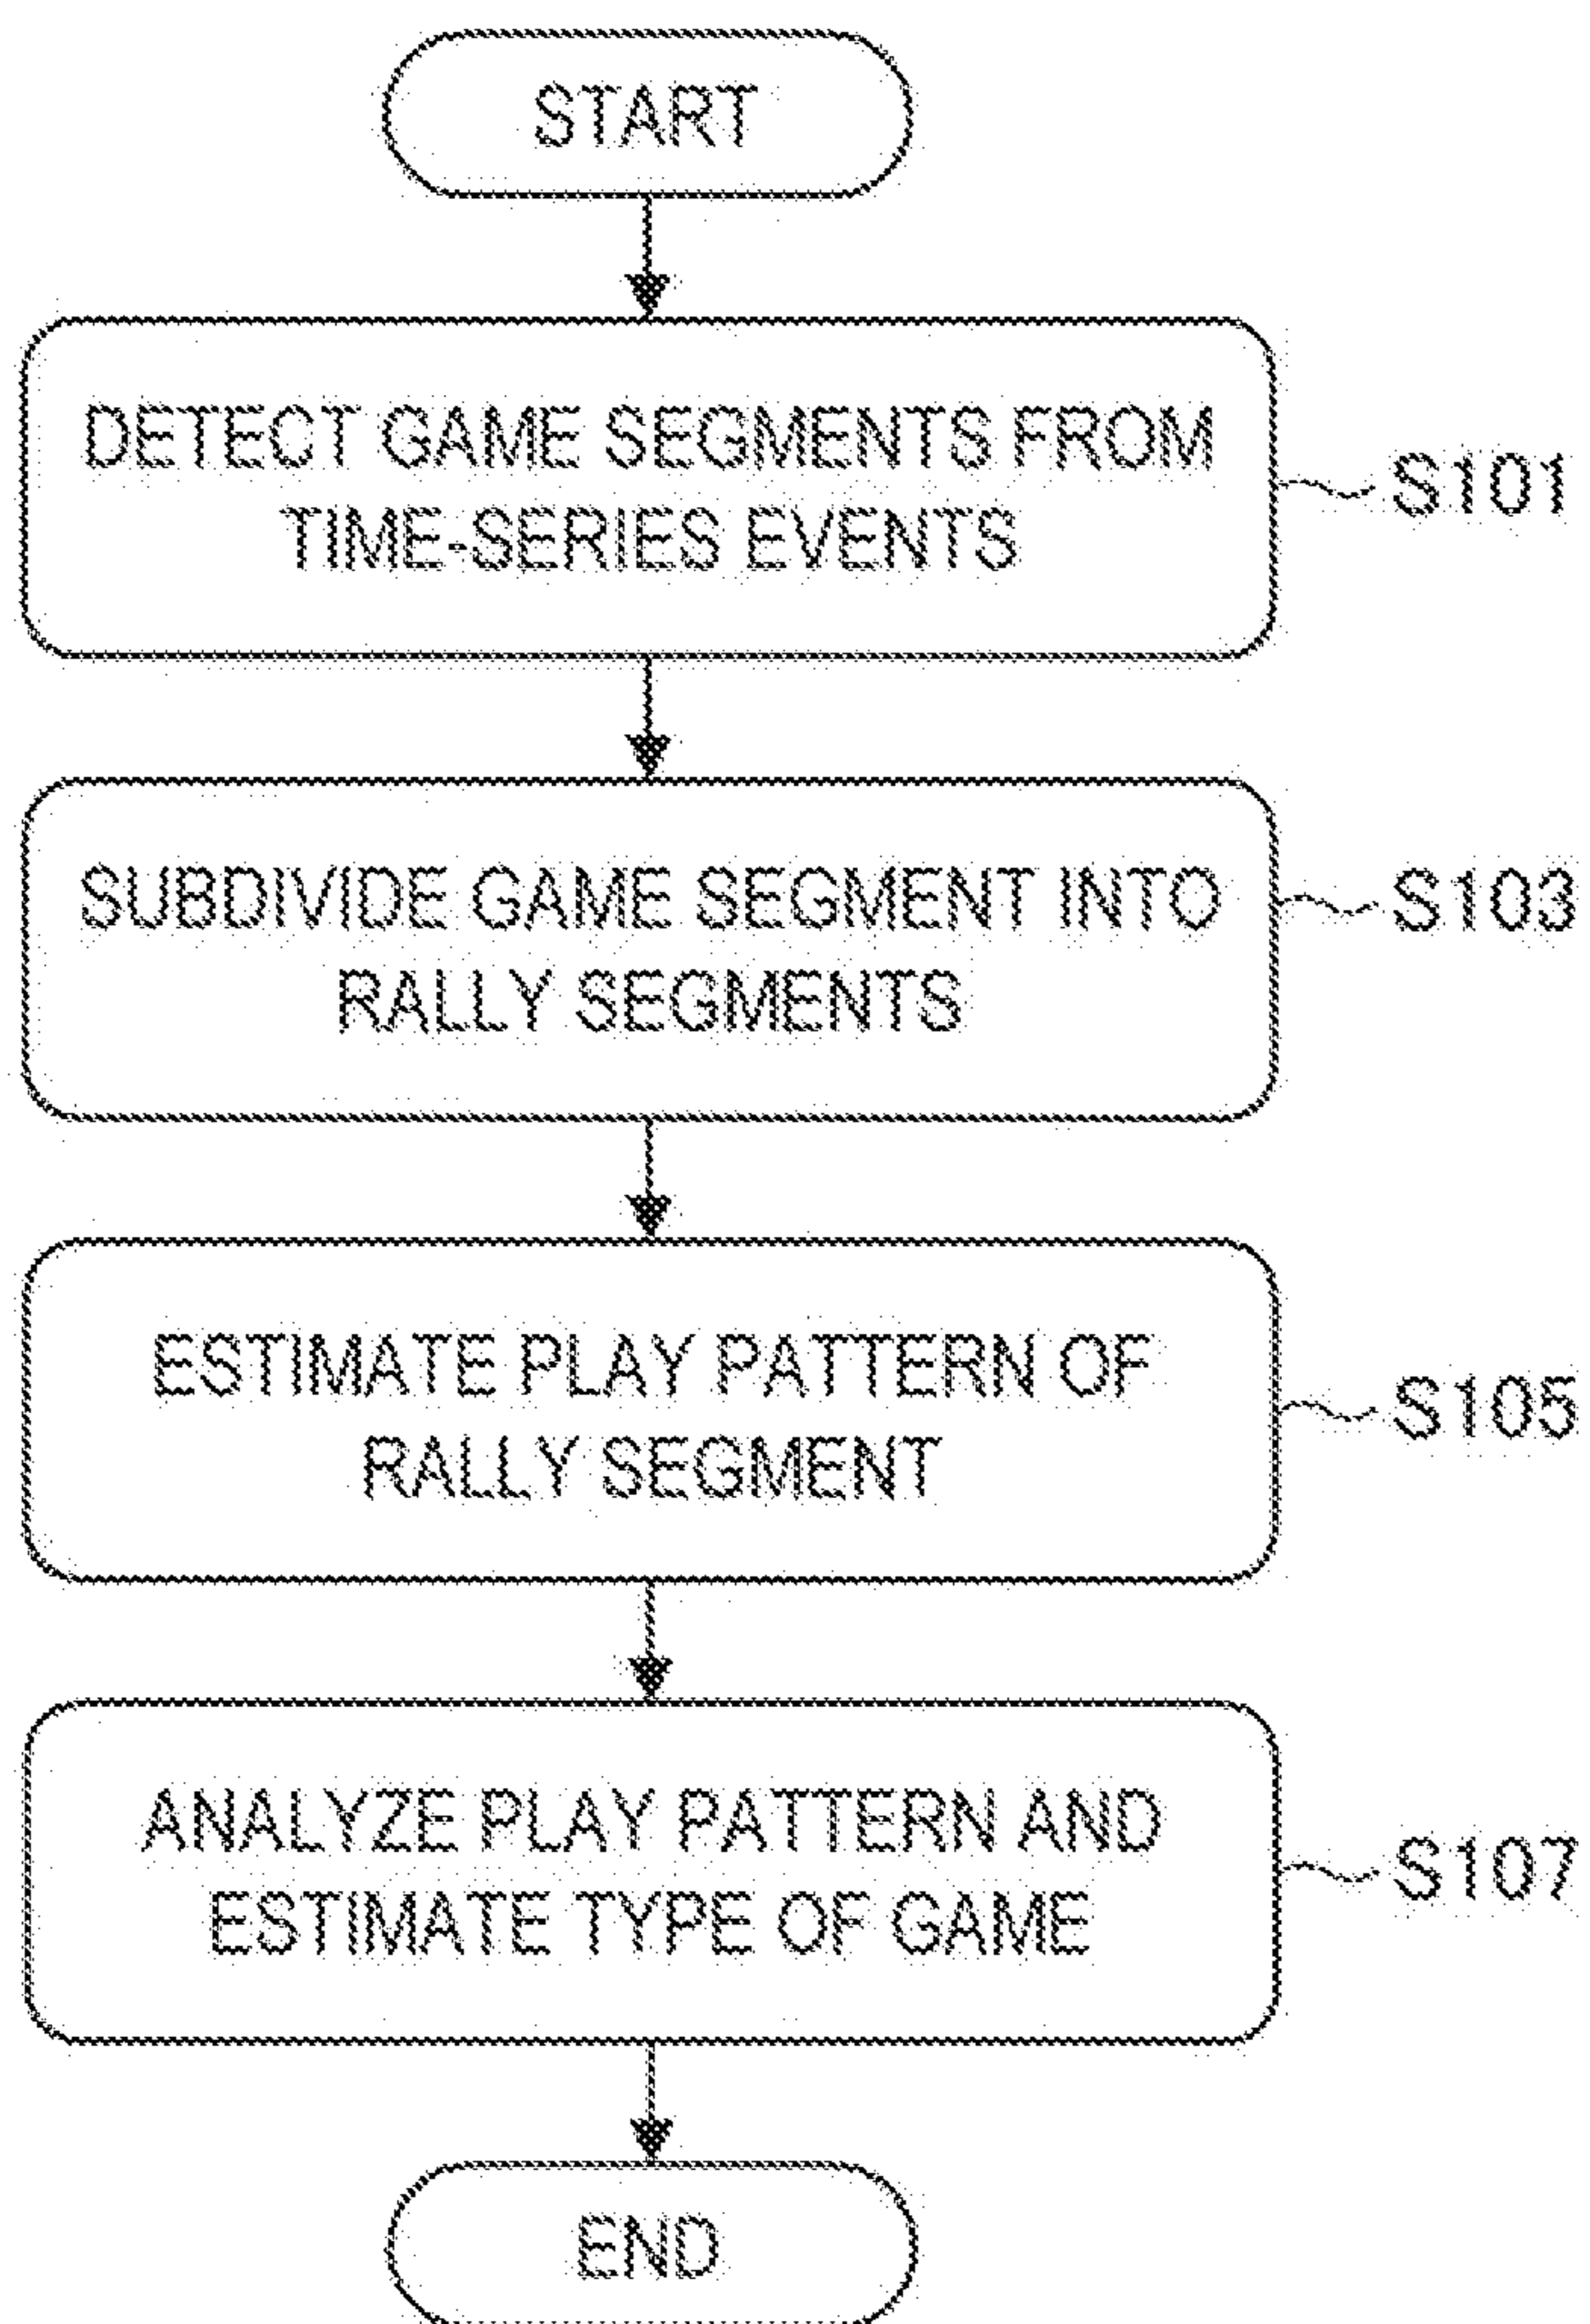 START
DETECT GAME SEGMENTS FROM
TIME-SERIES EVENTS
S101
SUBDIVIDE GAME SEGMENT INTO
RALLY SEGMENTS
S103
ESTIMATE PLAY PATTERN OF
RALLY SEGMENT
S105
ANALYZE PLAY PATTERN AND
ESTIMATE TYPE OF GAME
S107
END